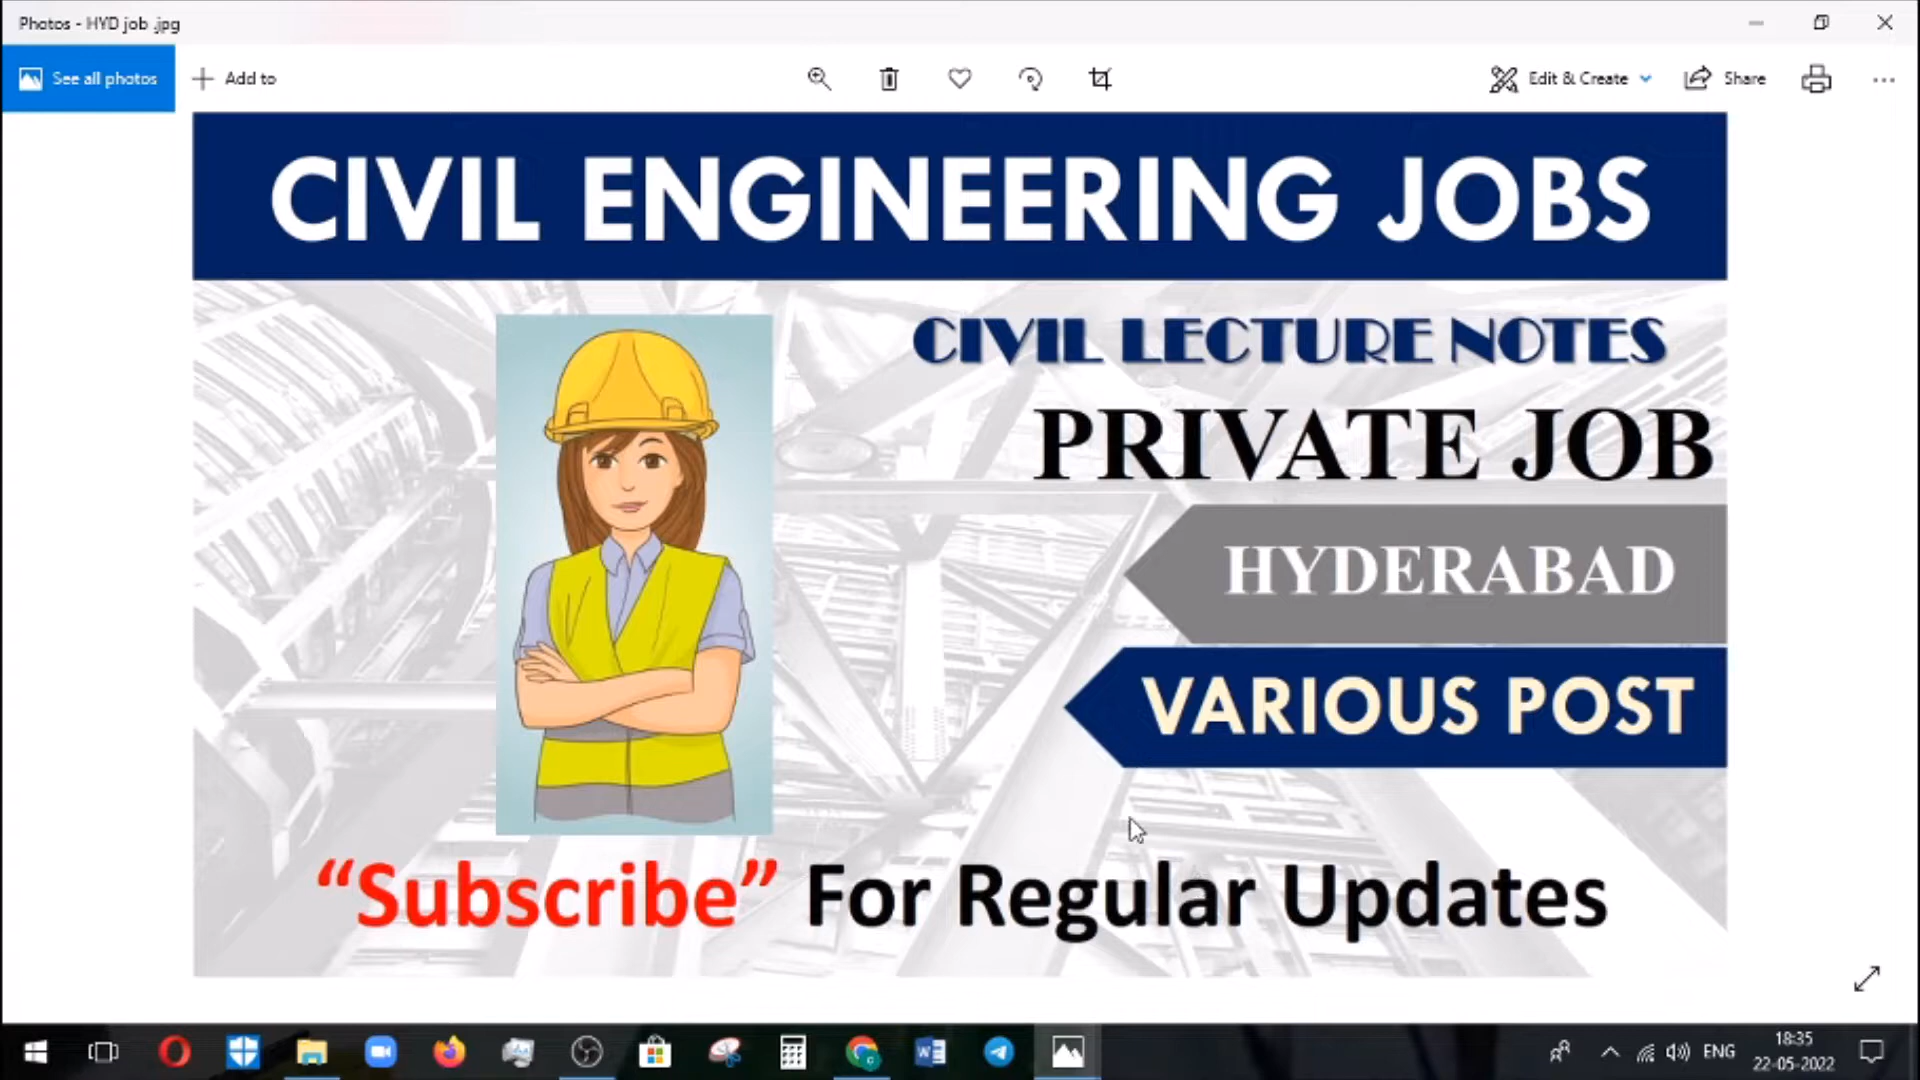 Photos - HYD job .jpg
See all photos
Add to
Edit & Create
Share
CIVIL ENGINEERING JOBS
CIVIL LECTURE NOTES
PRIVATE JOB
HYDERABAD
VARIOUS POST
“Subscribe” For Regular Updates
ENG
18:35
22-05-2022